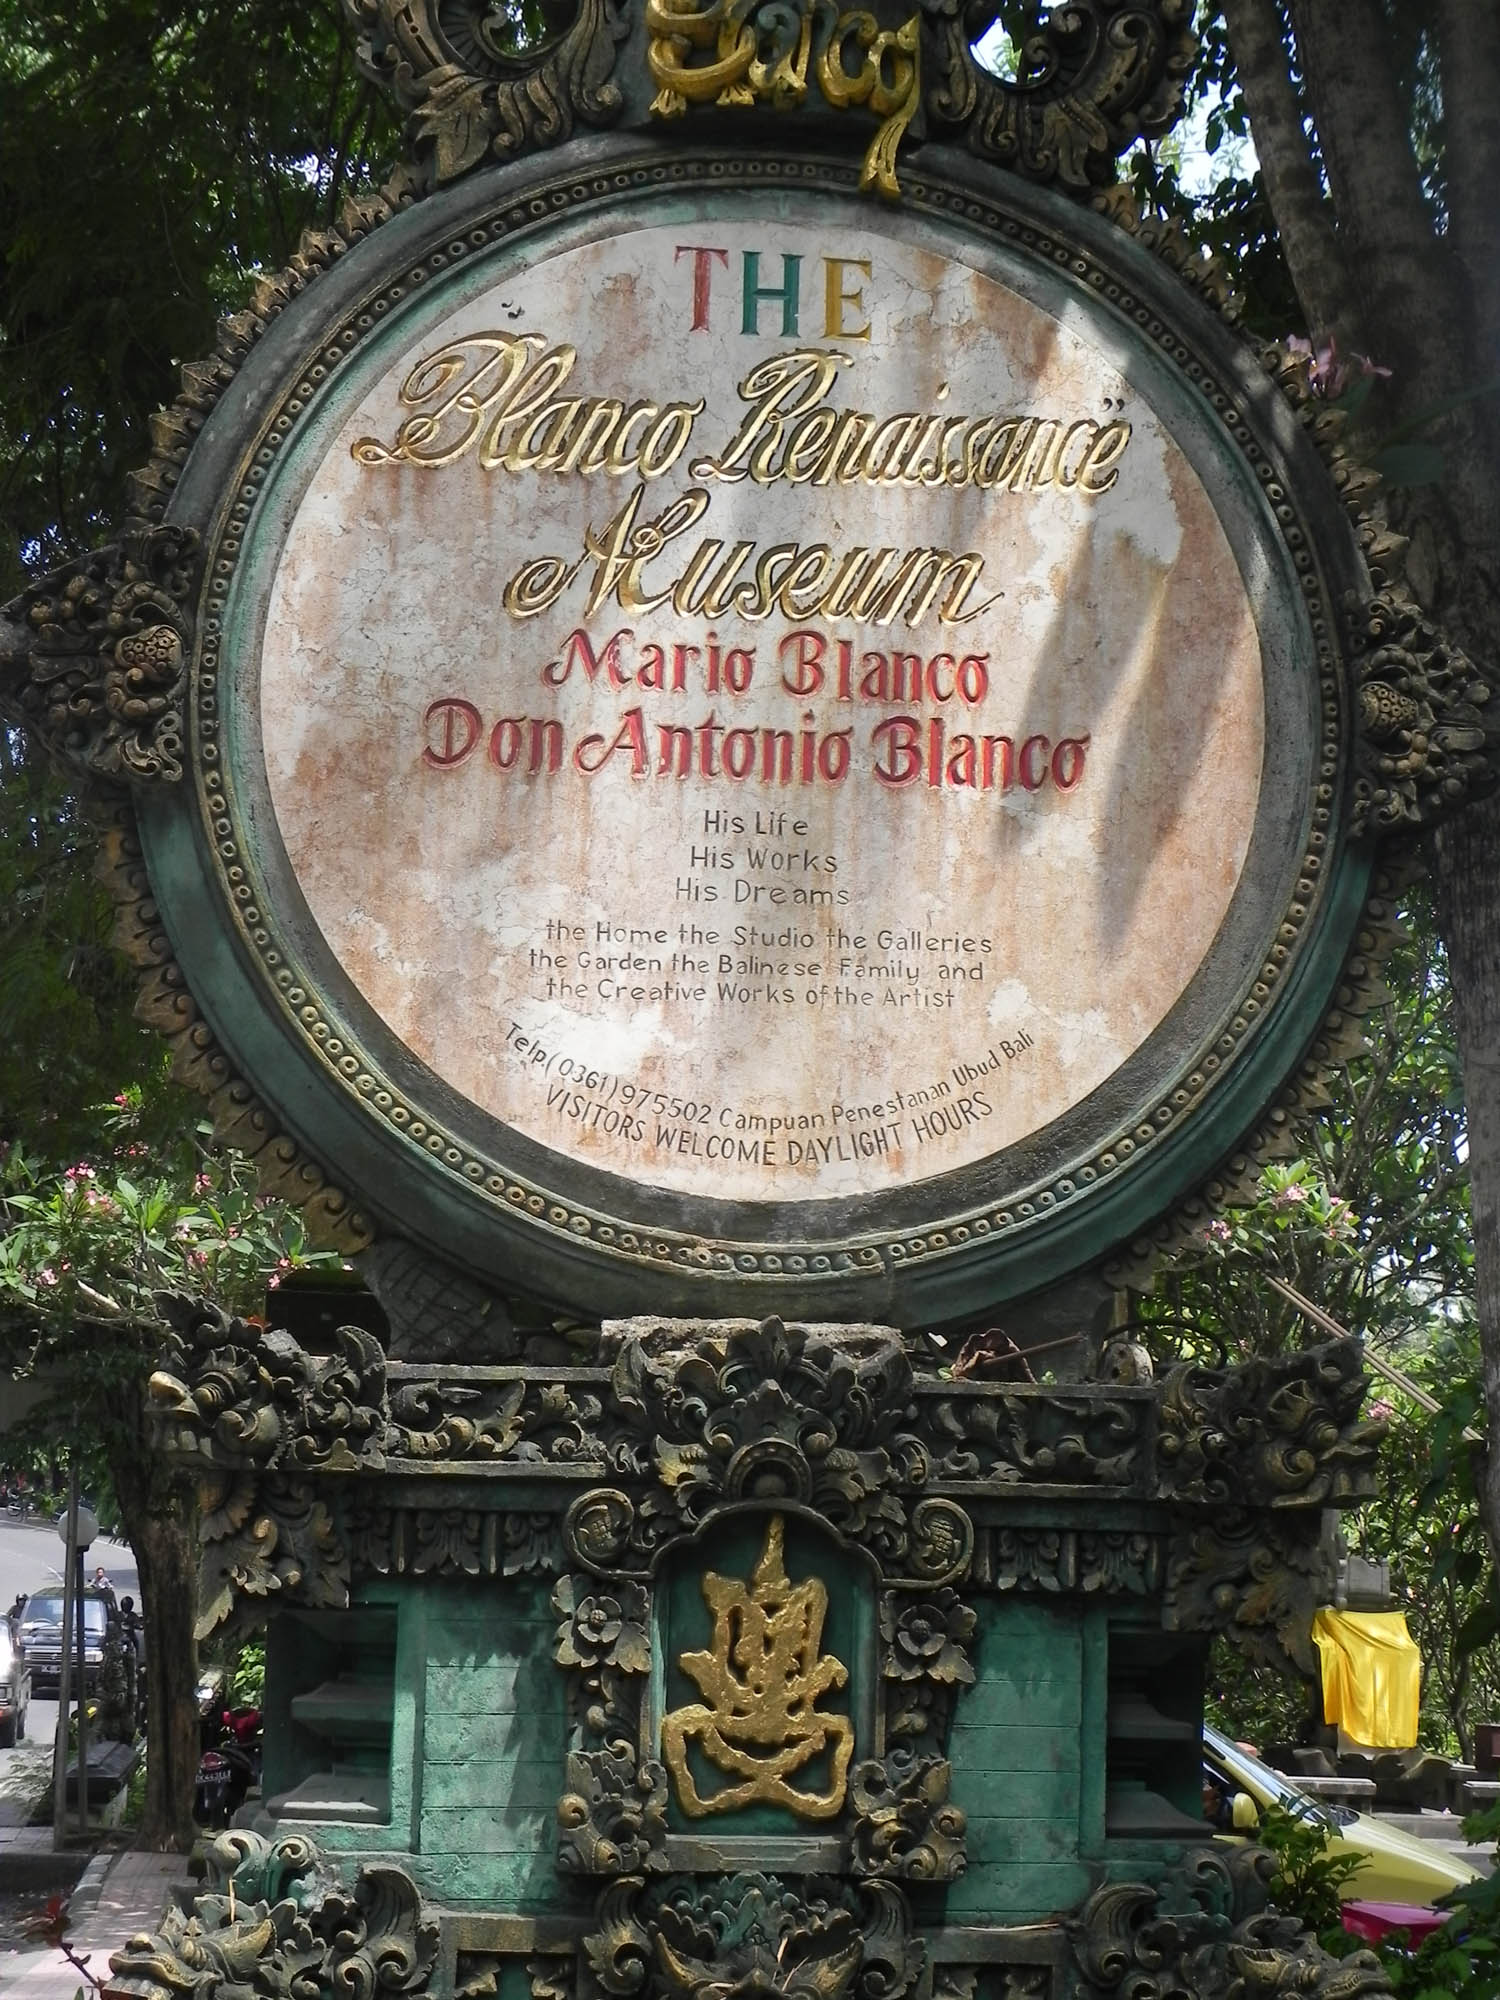 Blanco
THE
"Blanco Renaissance"
Museum
Mario Blanco
Don Antonio Blanco
His Life
His Works
His Dreams
the Home the Studio the Galleries
the Garden the Balinese Family and
the Creative Works of the Artist
Telp.(0361)975502 Campuan Penestanan Ubud Bali
VISITORS WELCOME DAYLIGHT HOURS